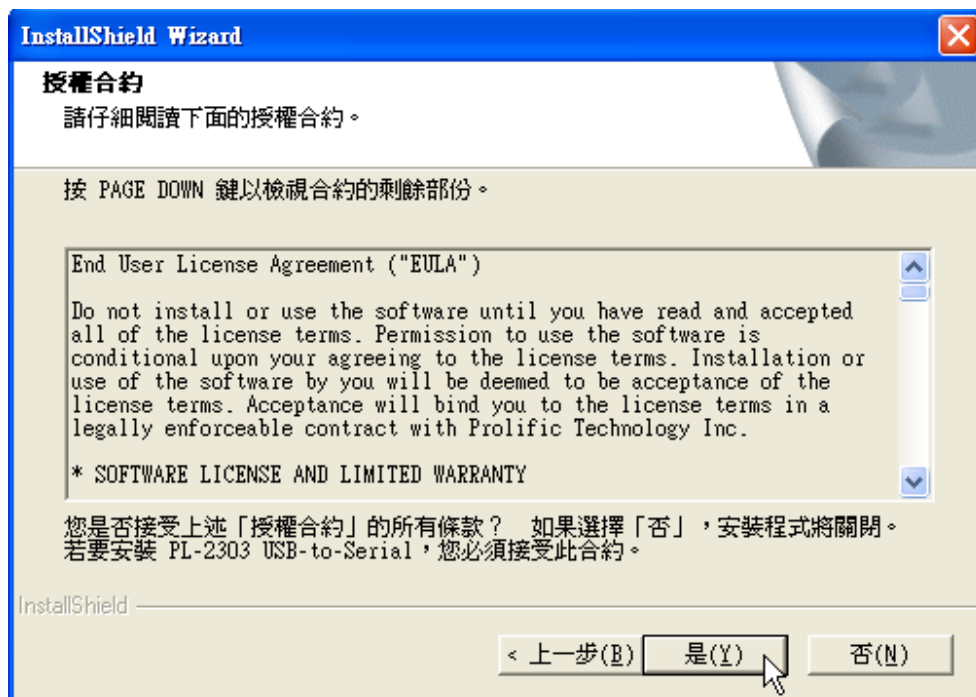 InstallShield Wizard
授權合約
請仔細閱讀下面的授權合約。
按 PAGE DOWN 鍵以檢視合約的剩餘部份。
End User License Agreement ("EULA")
Do not install or use the software until you have read and accepted
all of the license terms. Permission to use the software is
conditional upon your agreeing to the license terms. Installation or
use of the software by you will be deemed to be acceptance of the
license terms. Acceptance will bind you to the license terms in a
legally enforceable contract with Prolific Technology Inc.
* SOFTWARE LICENSE AND LIMITED WARRANTY
您是否接受上述「授權合約」的所有條款？ 如果選擇「否」，安裝程式將關閉。
若要安裝 PL-2303 USB-to-Serial，您必須接受此合約。
InstallShield
< 上一步(B) 是(Y) 否(N)